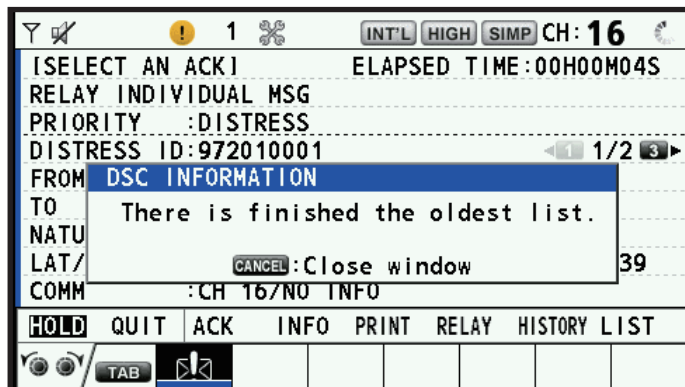 1 INT'L HIGH SIMP CH:16
[SELECT AN ACK] ELAPSED TIME:00H00M04S
RELAY INDIVIDUAL MSG
PRIORITY :DISTRESS
DISTRESS ID:972010001 1 1/2 3
FROM
DSC INFORMATION
TO
There is finished the oldest list.
NATU
LAT/ 39
CANCEL:Close window
COMM :CH 16/NO INFO
HOLD QUIT ACK INFO PRINT RELAY HISTORY LIST
TAB